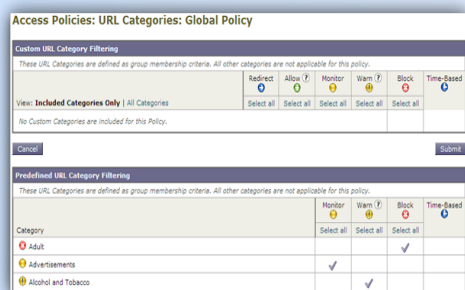 Access Policies: URL Categories: Global Policy
Custom URL Category Filtering
These URL Categories are defined as group membership criteria. All other categories are not applicable for this policy.
Redirect Allow (?) Monitor Warn (?) Block Time-Based
View: Included Categories Only | All Categories Select all Select all Select all Select all Select all
No Custom Categories are included for this Policy.
Cancel Submit
Predefined URL Category Filtering
These URL Categories are defined as group membership criteria. All other categories are not applicable for this policy.
Monitor Warn (?) Block Time-Based
Category Select all Select all Select all
Adult
Advertisements
Alcohol and Tobacco